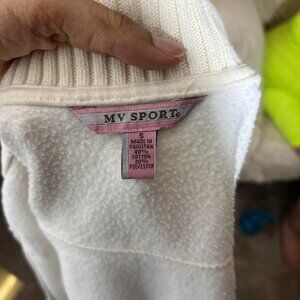 MV SPORT®
S
MADE IN
PAKISTAN
80%
COTTON
20%
POLYESTER